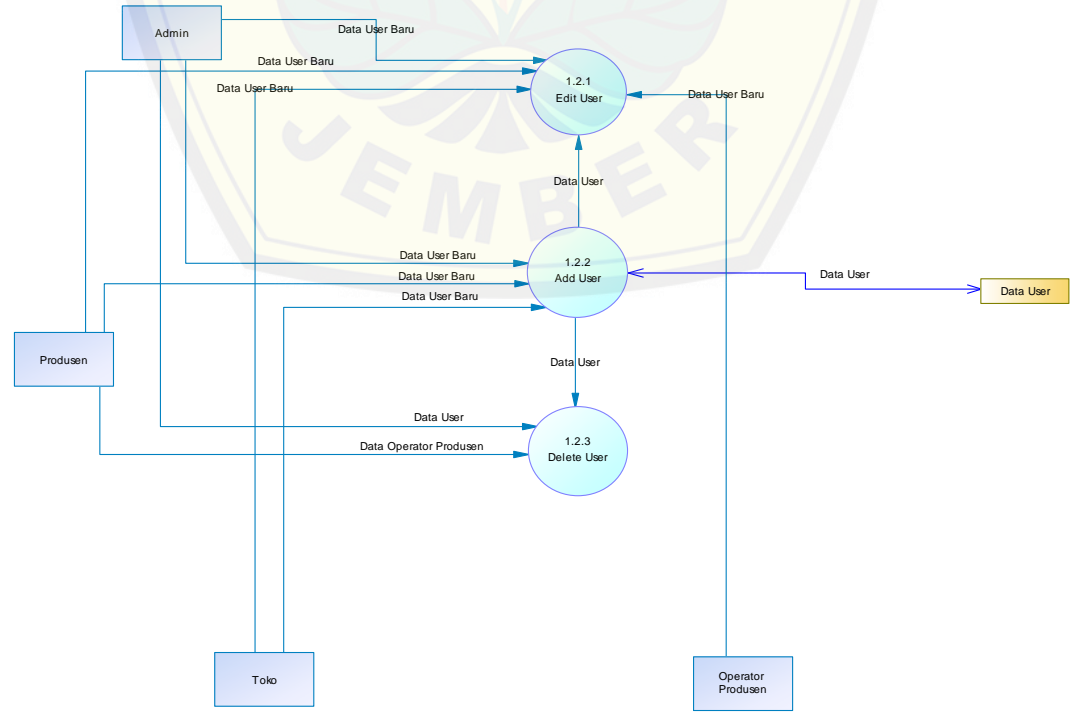 Admin
Data User Baru
Data User Baru
Data User Baru
1.2.1
Edit User
Data User Baru
JEMBER
Data User
Data User Baru
1.2.2
Add User
Data User
Data User Baru
Data User Baru
Data User
Produsen
Data User
Data User
Data Operator Produsen
1.2.3
Delete User
Toko
Operator
Produsen